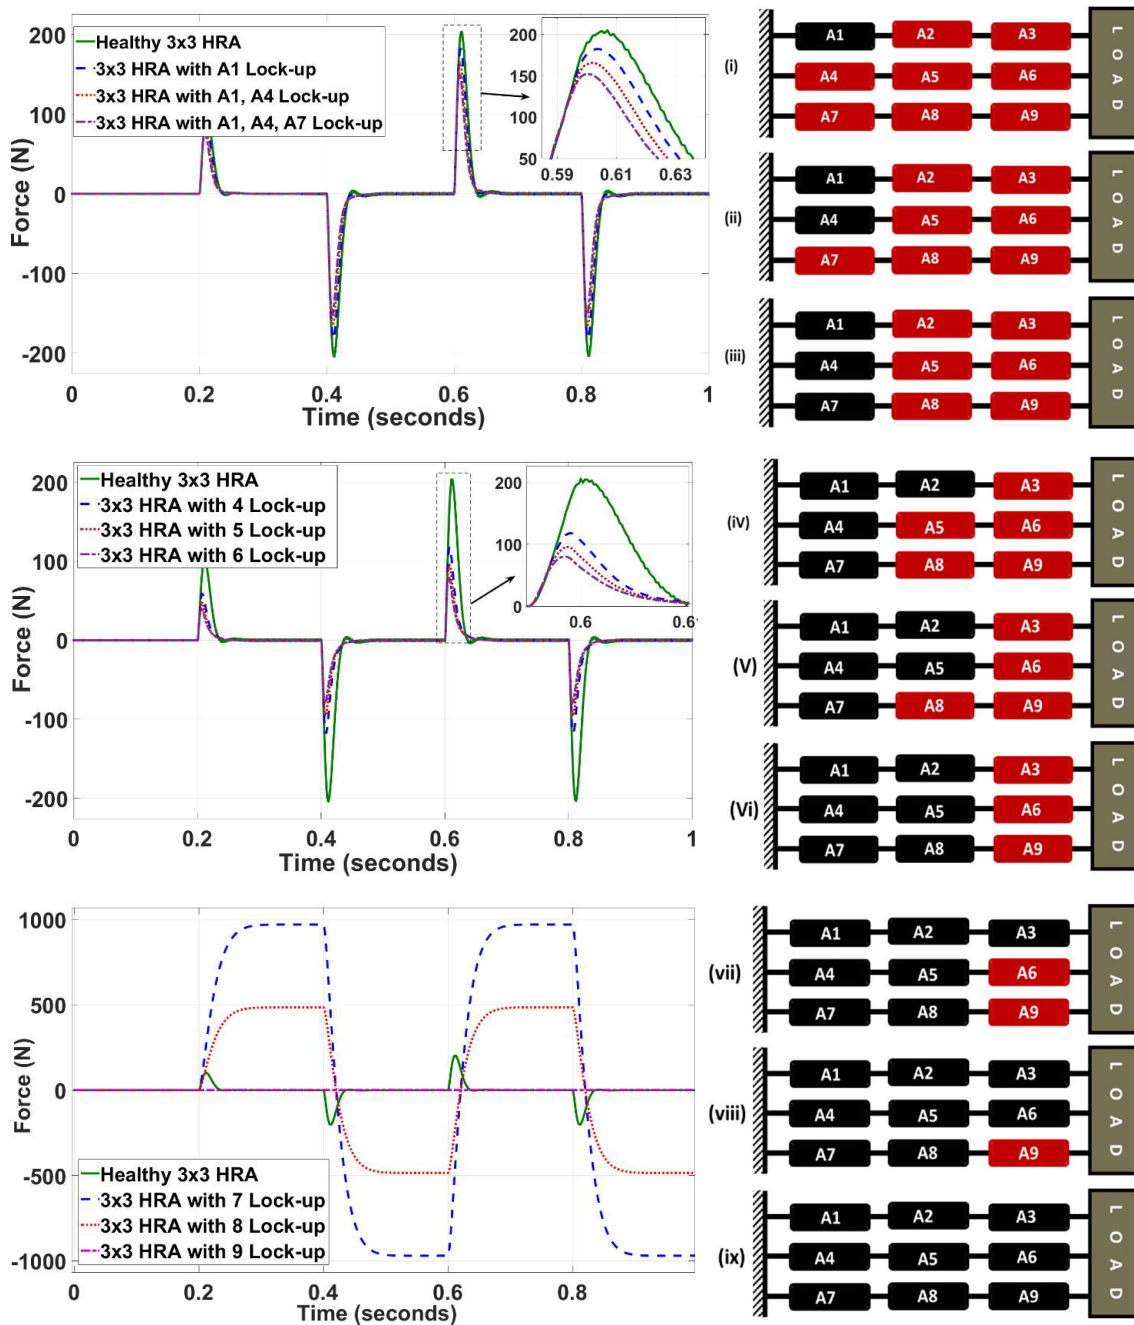 Healthy 3x3 HRA
3x3 HRA with A1 Lock-up
3x3 HRA with A1, A4 Lock-up
3x3 HRA with A1, A4, A7 Lock-up
200
150
100
50
0.59 0.61 0.63
Force (N)
200
100
0
-100
-200
0 0.2 0.4 0.6 0.8 1
Time (seconds)
(i)
A1 A2 A3
A4 A5 A6
A7 A8 A9
LOAD
(ii)
A1 A2 A3
A4 A5 A6
A7 A8 A9
LOAD
(iii)
A1 A2 A3
A4 A5 A6
A7 A8 A9
LOAD
Healthy 3x3 HRA
3x3 HRA with 4 Lock-up
3x3 HRA with 5 Lock-up
3x3 HRA with 6 Lock-up
200
100
0
0.6
Force (N)
200
100
0
-100
-200
0 0.2 0.4 0.6 0.8 1
Time (seconds)
(iv)
A1 A2 A3
A4 A5 A6
A7 A8 A9
LOAD
(V)
A1 A2 A3
A4 A5 A6
A7 A8 A9
LOAD
(Vi)
A1 A2 A3
A4 A5 A6
A7 A8 A9
LOAD
Force (N)
1000
500
0
-500
-1000
Healthy 3x3 HRA
3x3 HRA with 7 Lock-up
3x3 HRA with 8 Lock-up
3x3 HRA with 9 Lock-up
0 0.2 0.4 0.6 0.8
Time (seconds)
(vii)
A1 A2 A3
A4 A5 A6
A7 A8 A9
LOAD
(viii)
A1 A2 A3
A4 A5 A6
A7 A8 A9
LOAD
(ix)
A1 A2 A3
A4 A5 A6
A7 A8 A9
LOAD